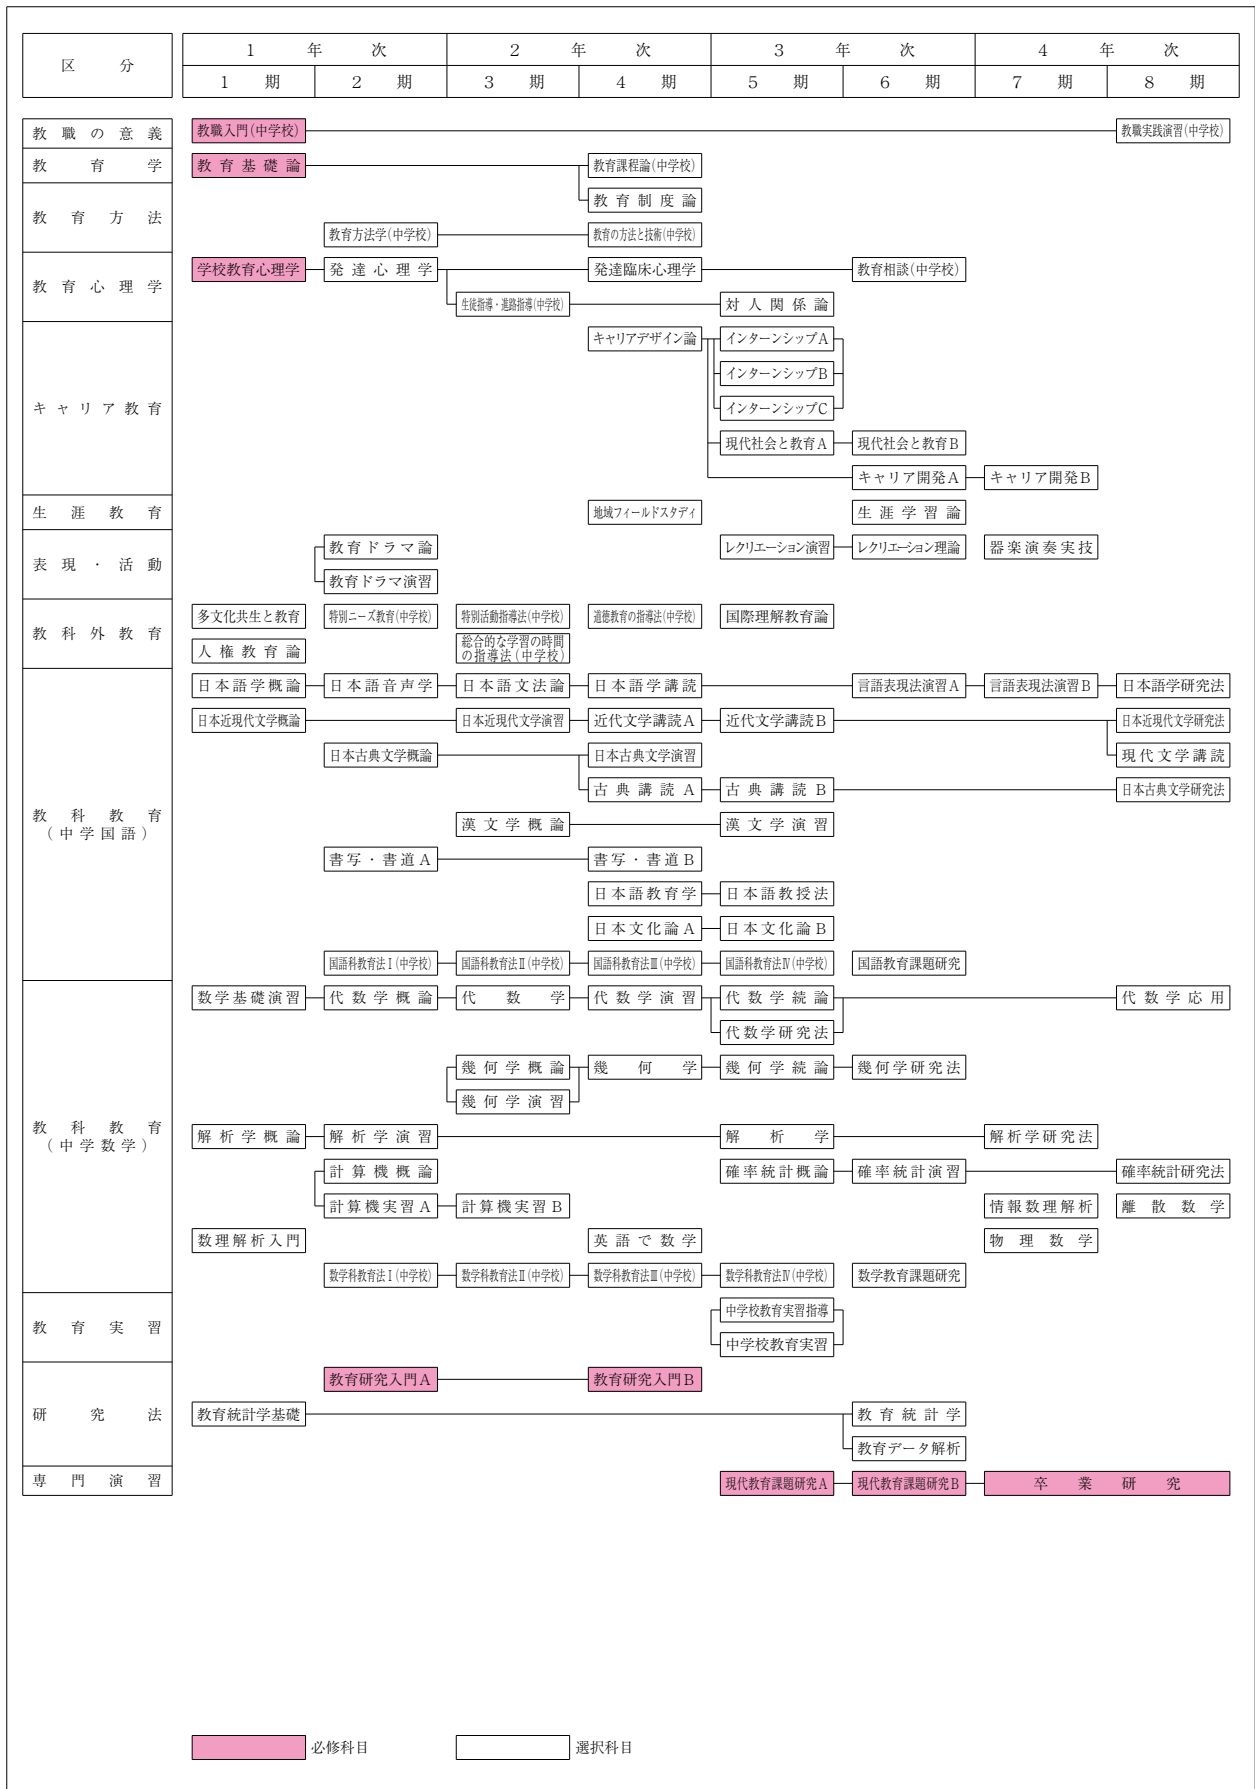 区分 1年次 2年次 3年次 4年次
1期 2期 3期 4期 5期 6期 7期 8期
教職の意義 教職入門(中学校) 教職実践演習(中学校)
教育学 教育基礎論 教育課程論(中学校)
教育制度論
教育方法
教育方法学(中学校) 教育の方法と技術(中学校)
学校教育心理学 発達心理学 発達臨床心理学 教育相談(中学校)
教育心理学
生徒指導・進路指導(中学校) 対人関係論
キャリアデザイン論 インターンシップA
インターンシップB
キャリア教育 インターンシップC
現代社会と教育A 現代社会と教育B
キャリア開発A キャリア開発B
生涯教育 地域フィールドスタディ 生涯学習論
教育ドラマ論 レクリエーション演習 レクリエーション理論 器楽演奏実技
表現・活動
教育ドラマ演習
多文化共生と教育 特別ニーズ教育(中学校) 特別活動指導法(中学校) 道徳教育の指導法(中学校) 国際理解教育論
教科外教育
人権教育論 総合的な学習の時間
の指導法(中学校)
日本語学概論 日本語音声学 日本語文法論 日本語学講読 言語表現法演習A 言語表現法演習B 日本語学研究法
日本近現代文学概論 日本近現代文学演習 近代文学講読A 近代文学講読B 日本近現代文学研究法
日本古典文学概論 日本古典文学演習 現代文学講読
古典講読A 古典講読B 日本古典文学研究法
教科教育
(中学国語)
漢文学概論 漢文学演習
書写・書道A 書写・書道B
日本語教育学 日本語教授法
日本文化論A 日本文化論B
国語科教育法Ⅰ(中学校) 国語科教育法Ⅱ(中学校) 国語科教育法Ⅲ(中学校) 国語科教育法Ⅳ(中学校) 国語教育課題研究
数学基礎演習 代数学概論 代数学 代数学演習 代数学続論 代数学応用
代数学研究法
幾何学概論 幾何学 幾何学続論 幾何学研究法
幾何学演習
教科教育
(中学数学)
解析学概論 解析学演習 解析学 解析学研究法
計算機概論 確率統計概論 確率統計演習 確率統計研究法
計算機実習A 計算機実習B 情報数理解析 離散数学
数理解析入門 英語で数学 物理数学
数学科教育法Ⅰ(中学校) 数学科教育法Ⅱ(中学校) 数学科教育法Ⅲ(中学校) 数学科教育法Ⅳ(中学校) 数学教育課題研究
中学校教育実習指導
教育実習
中学校教育実習
教育研究入門A 教育研究入門B
研究法 教育統計学基礎 教育統計学
教育データ解析
専門演習 現代教育課題研究A 現代教育課題研究B 卒業研究
必修科目 選択科目